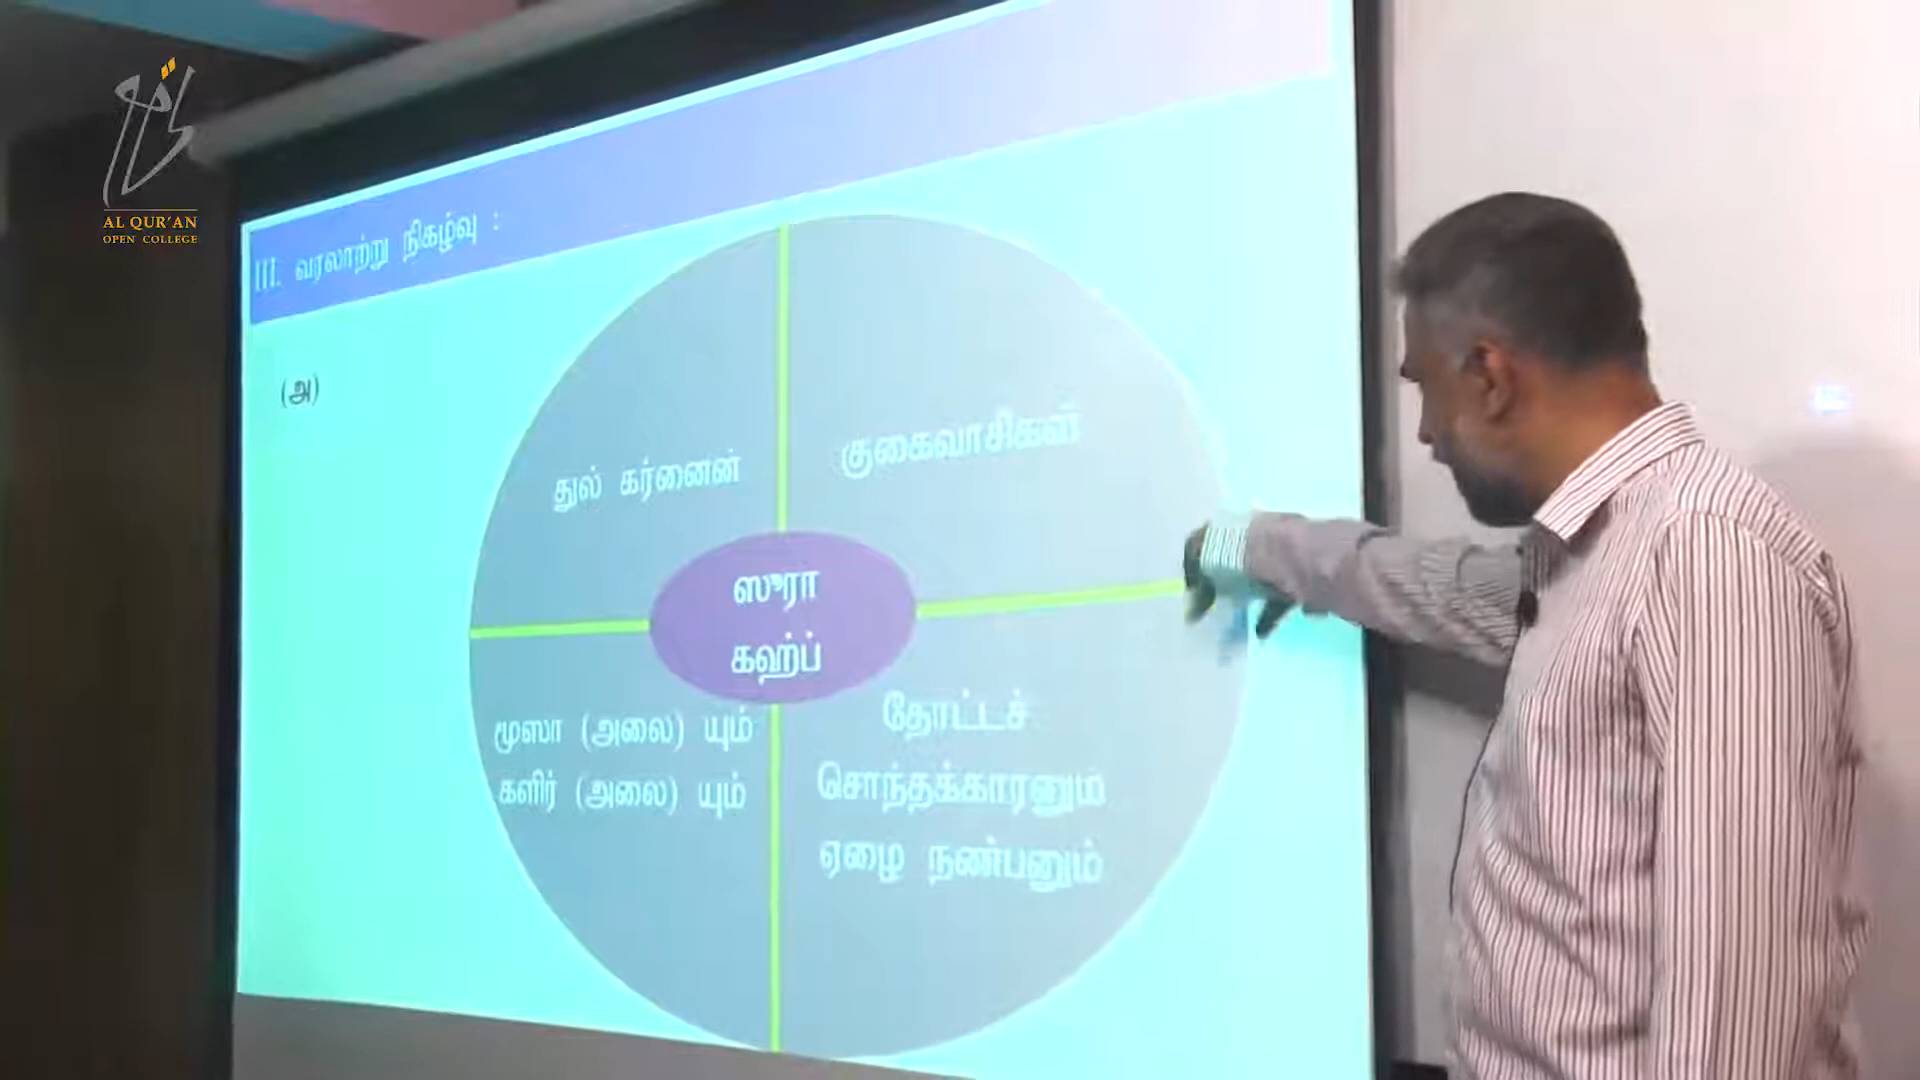 AL QUR'AN
OPEN COLLEGE
III. வரலாற்று நிகழ்வு :
(அ)
துல் கர்னைன்
குகைவாசிகள்
ஸுரா
கஹ்ப்
மூஸா (அலை) யும்
களிர் (அலை) யும்
தோட்டச்
சொந்தக்காரனும்
ஏழை நண்பனும்